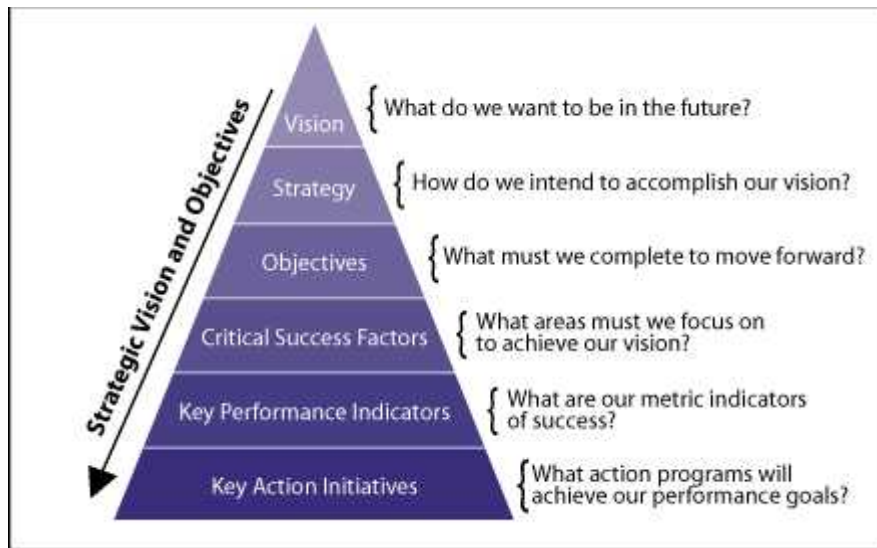 Strategic Vision and Objectives
Vision
What do we want to be in the future?
Strategy
How do we intend to accomplish our vision?
Objectives
What must we complete to move forward?
Critical Success Factors
What areas must we focus on
to achieve our vision?
Key Performance Indicators
What are our metric indicators
of success?
Key Action Initiatives
What action programs will
achieve our performance goals?